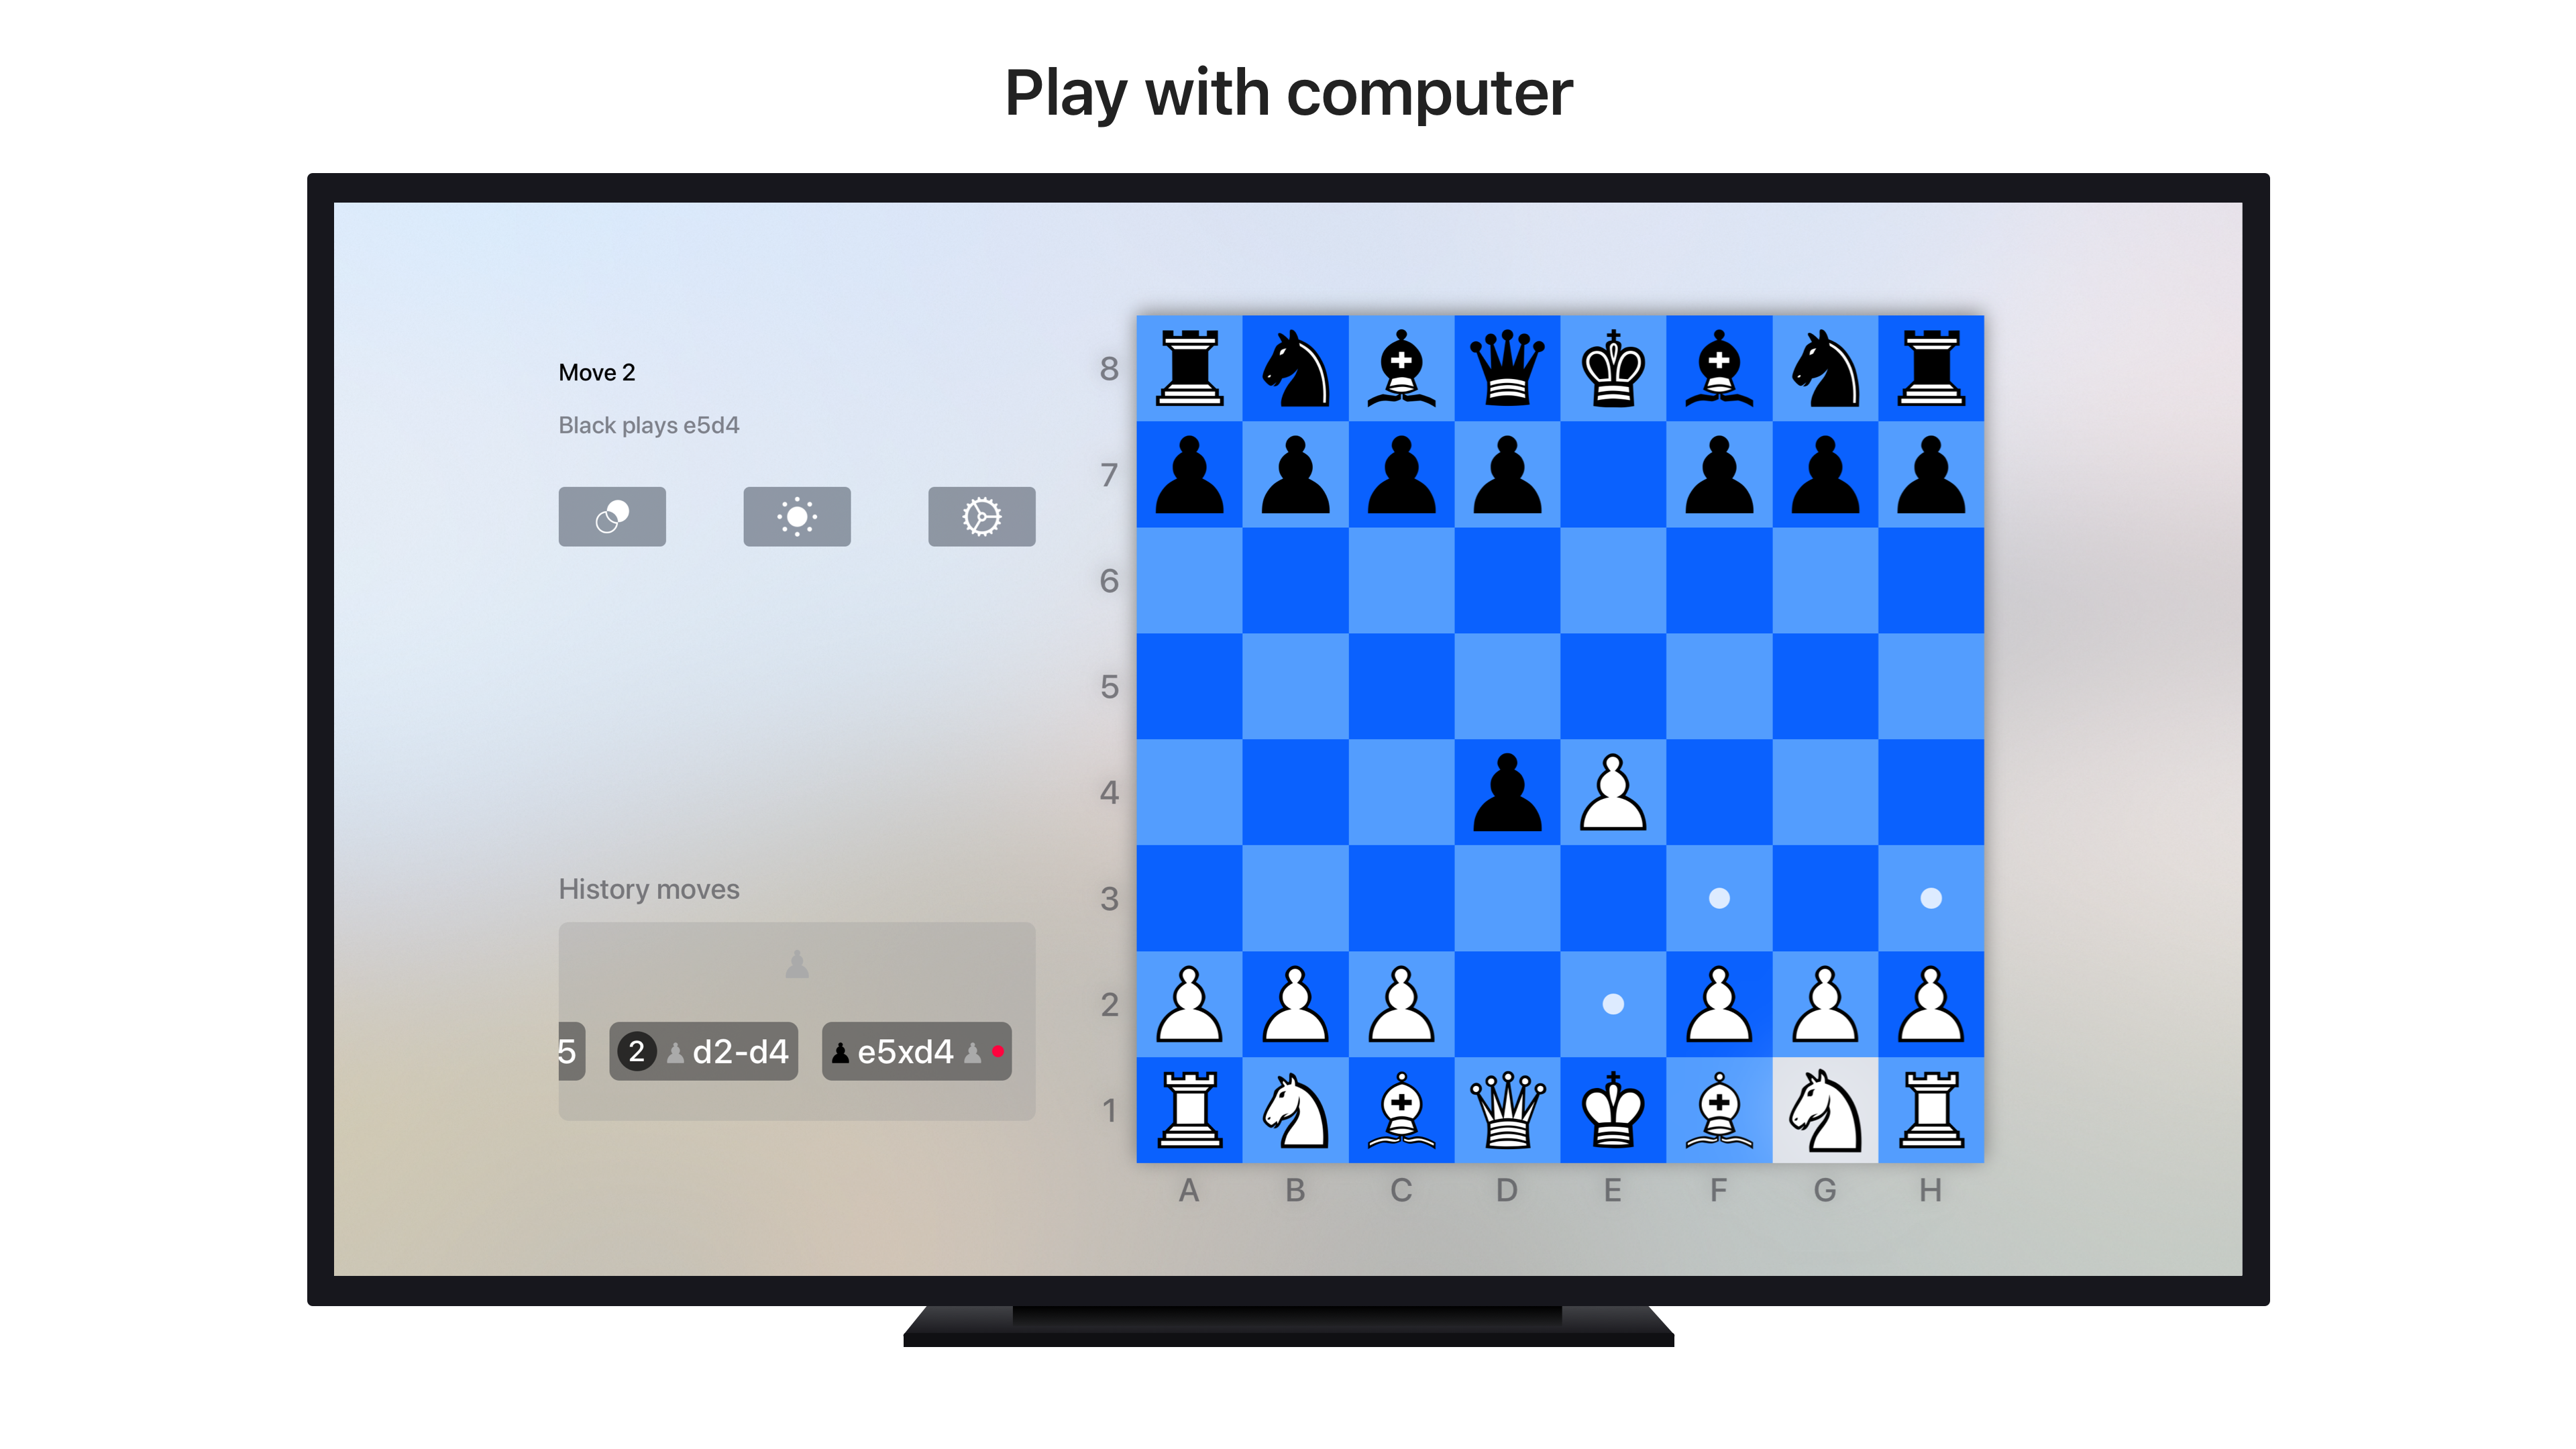 Play with computer
Move 2
Black plays e5d4
History moves
5
2 d2-d4
e5xd4
8
7
6
5
4
3
2
1
A B C D E F G H